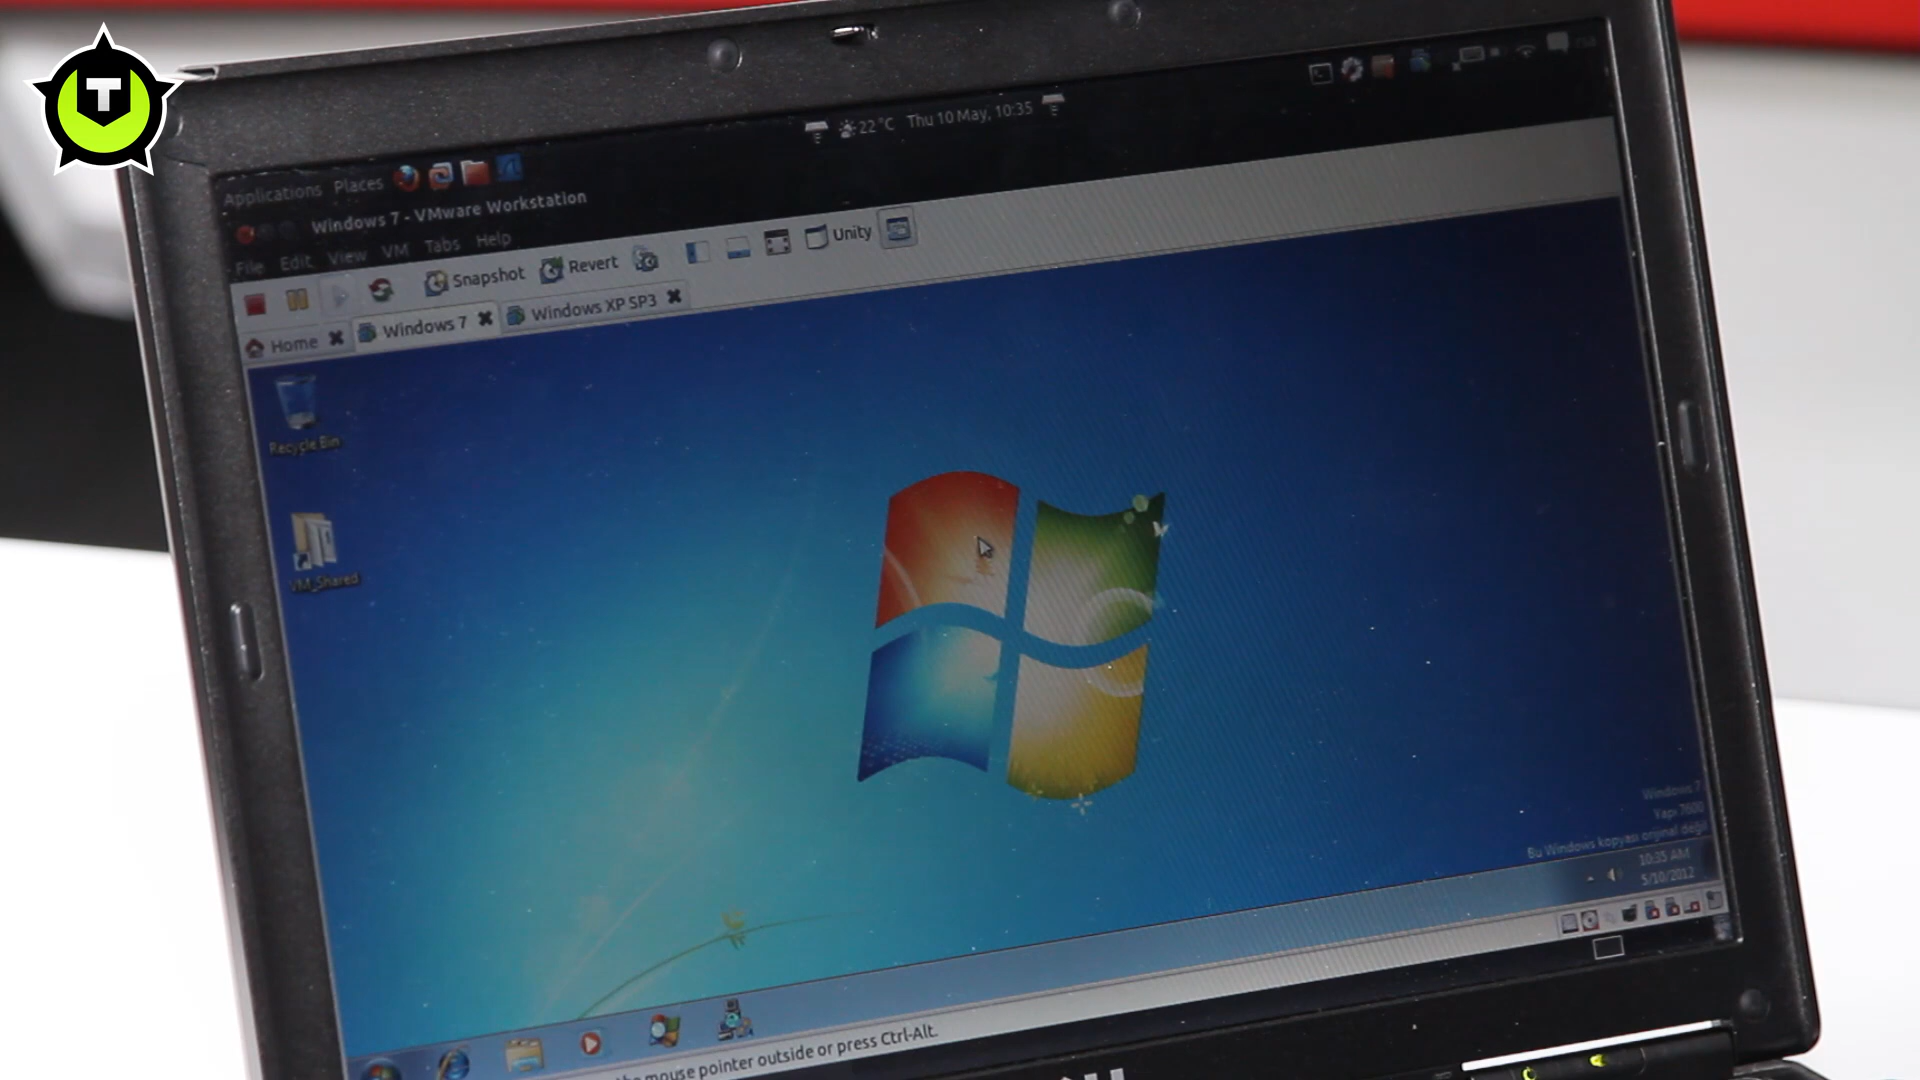 T
22 °C Thu 10 May, 10:35
Applications Places
Windows 7 - VMware Workstation
File Edit View VM Tabs Help
Snapshot Revert Unity
Home Windows 7 Windows XP SP3
Recycle Bin
VM_Shared
Windows 7
Yapı 7600
Bu Windows kopyası orijinal değil
10:35 AM
5/10/2012
the mouse pointer outside or press Ctrl-Alt.